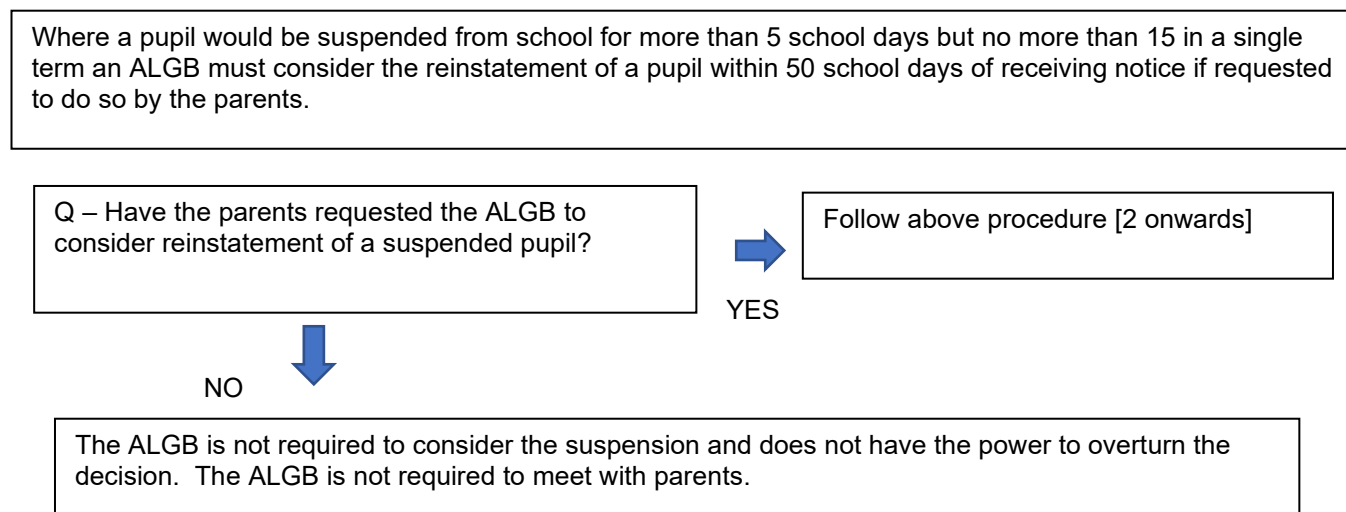 Where a pupil would be suspended from school for more than 5 school days but no more than 15 in a single
term an ALGB must consider the reinstatement of a pupil within 50 school days of receiving notice if requested
to do so by the parents.
Q – Have the parents requested the ALGB to
consider reinstatement of a suspended pupil?
Follow above procedure [2 onwards]
YES
NO
The ALGB is not required to consider the suspension and does not have the power to overturn the
decision.  The ALGB is not required to meet with parents.